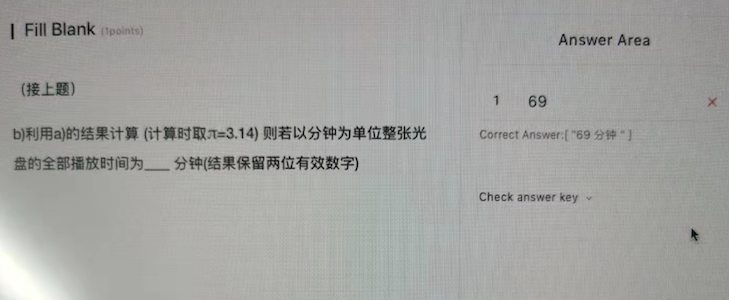 Fill Blank (1points)
(接上题)
b)利用a)的结果计算 (计算时取π=3.14) 则若以分钟为单位整张光
盘的全部播放时间为____ 分钟(结果保留两位有效数字)
Answer Area
1 69 ×
Correct Answer:[ "69 分钟 " ]
Check answer key